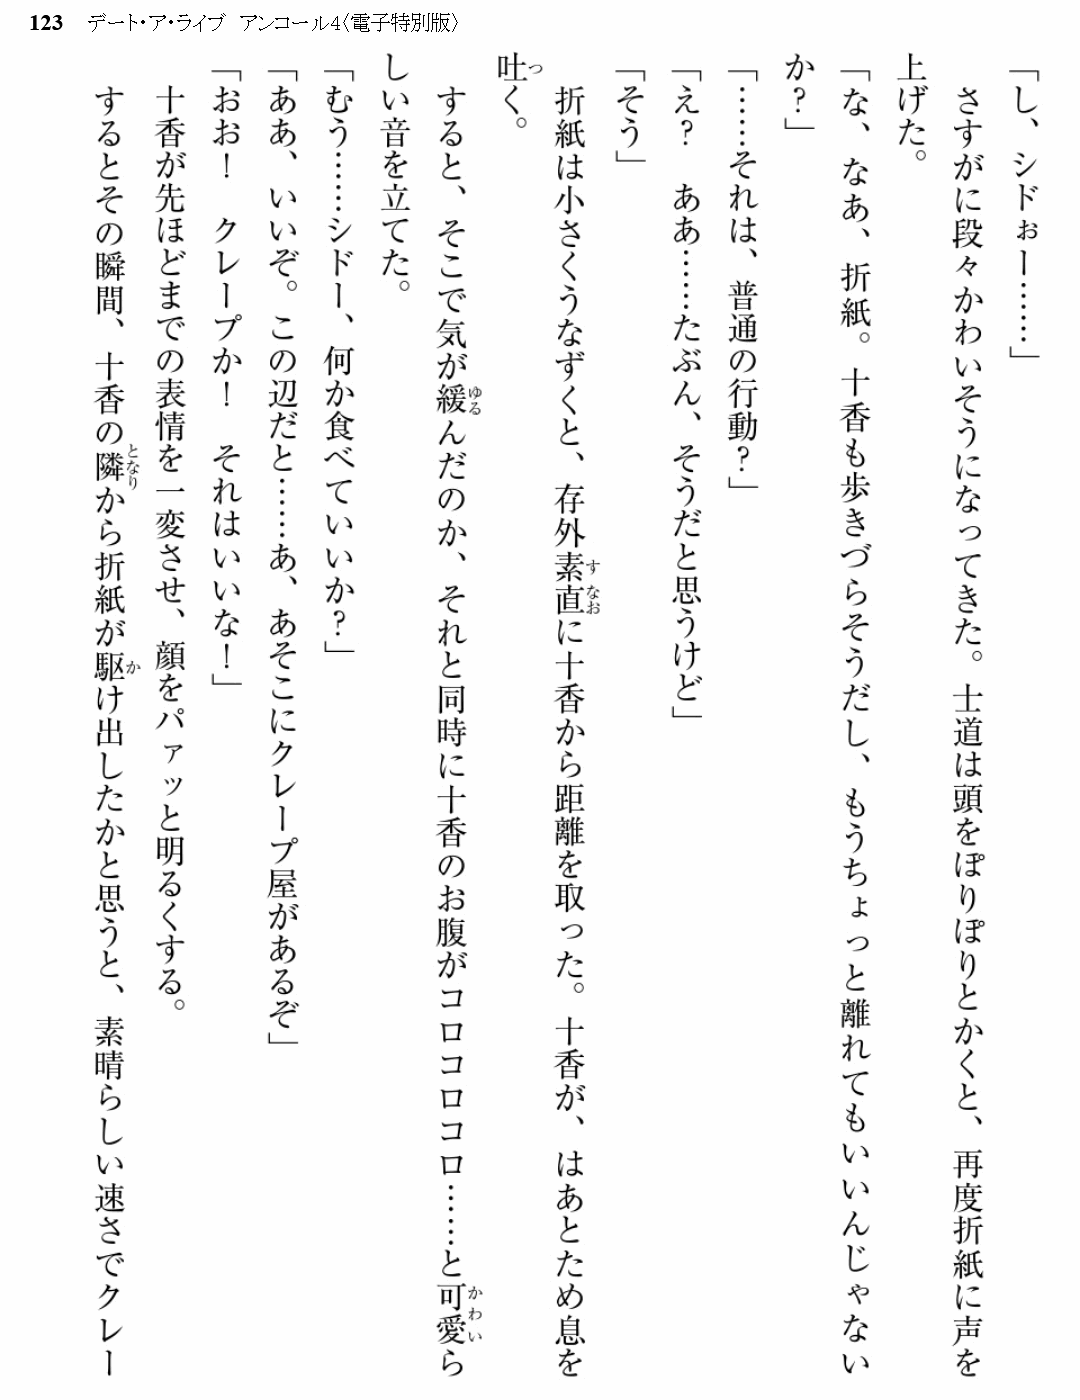 123 デート・ア・ライブ　アンコール4〈電子特別版〉
「し、シドぉー……」
　さすがに段々かわいそうになってきた。士道は頭をぽりぽりとかくと、再度折紙に声を
上げた。
「な、なあ、折紙。十香も歩きづらそうだし、もうちょっと離れてもいいんじゃない
か？」
「……それは、普通の行動？」
「え？　ああ……たぶん、そうだと思うけど」
「そう」
　折紙は小さくうなずくと、存外素直に十香から距離を取った。十香が、はあとため息を
吐く。
　すると、そこで気が緩んだのか、それと同時に十香のお腹がコロコロコロ……と可愛ら
しい音を立てた。
「むう……シドー、何か食べていいか？」
「ああ、いいぞ。この辺だと……あ、あそこにクレープ屋があるぞ」
「おお！　クレープか！　それはいいな！」
　十香が先ほどまでの表情を一変させ、顔をパァッと明るくする。
　するとその瞬間、十香の隣から折紙が駆け出したかと思うと、素晴らしい速さでクレー